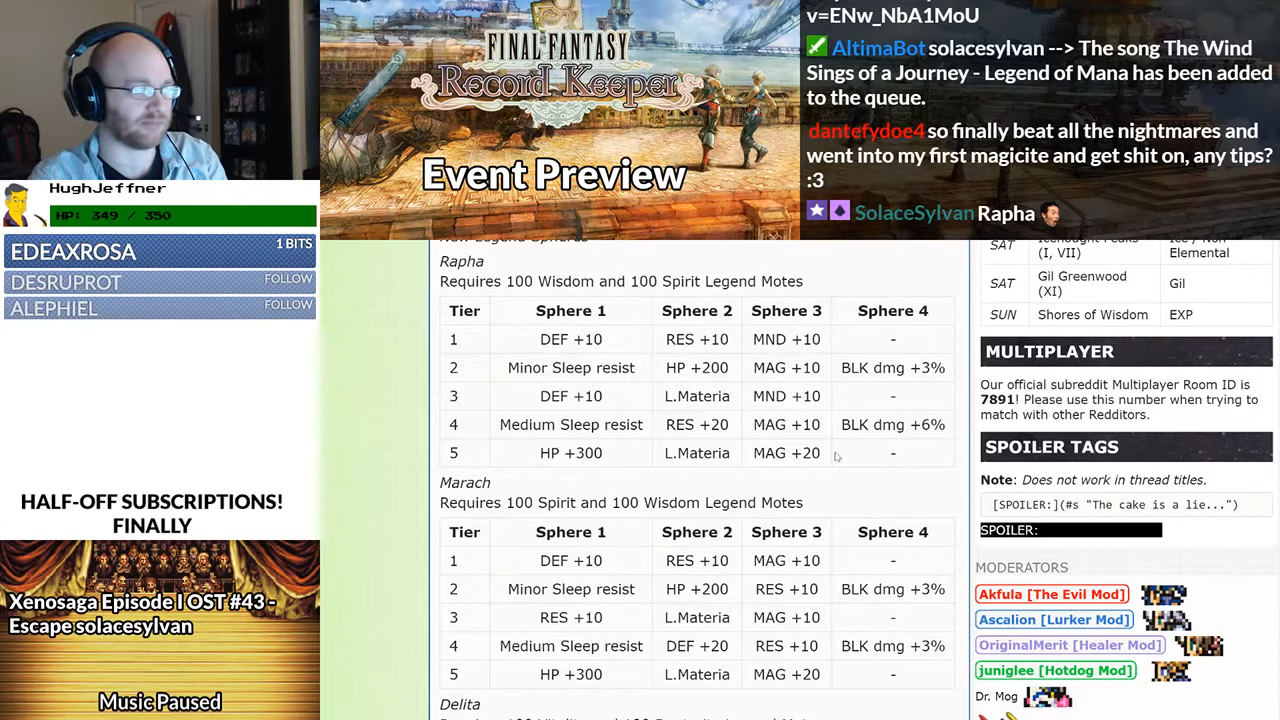 HughJeffner
HP: 349 / 350
EDEAXROSA
1 BITS
DESRUPROT
FOLLOW
ALEPHIEL
FOLLOW
HALF-OFF SUBSCRIPTIONS!
FINALLY
Xenosaga Episode I OST #43 -
Escape solacesylvan
Music Paused
FINAL FANTASY
Record Keeper
Event Preview
v=ENw_NbA1MoU
AltimaBot solacesylvan --> The song The Wind
Sings of a Journey - Legend of Mana has been added
to the queue.
dantefydoe4 so finally beat all the nightmares and
went into my first magicite and get shit on, any tips?
:3
SolaceSylvan Rapha
Rapha
Requires 100 Wisdom and 100 Spirit Legend Motes
Tier Sphere 1 Sphere 2 Sphere 3 Sphere 4
1 DEF +10 RES +10 MND +10 -
2 Minor Sleep resist HP +200 MAG +10 BLK dmg +3%
3 DEF +10 L.Materia MND +10 -
4 Medium Sleep resist RES +20 MAG +10 BLK dmg +6%
5 HP +300 L.Materia MAG +20 -
Marach
Requires 100 Spirit and 100 Wisdom Legend Motes
Tier Sphere 1 Sphere 2 Sphere 3 Sphere 4
1 DEF +10 RES +10 MAG +10 -
2 Minor Sleep resist HP +200 RES +10 BLK dmg +3%
3 RES +10 L.Materia MAG +10 -
4 Medium Sleep resist DEF +20 RES +10 BLK dmg +3%
5 HP +300 L.Materia MAG +20 -
Delita
SAT
(I, VII)
Elemental
SAT Gil Greenwood Gil
(XI)
SUN Shores of Wisdom EXP
MULTIPLAYER
Our official subreddit Multiplayer Room ID is
7891! Please use this number when trying to
match with other Redditors.
SPOILER TAGS
Note: Does not work in thread titles.
[SPOILER:](#s "The cake is a lie...")
SPOILER:
MODERATORS
Akfula [The Evil Mod]
Ascalion [Lurker Mod]
OriginalMerit [Healer Mod]
juniglee [Hotdog Mod]
Dr. Mog